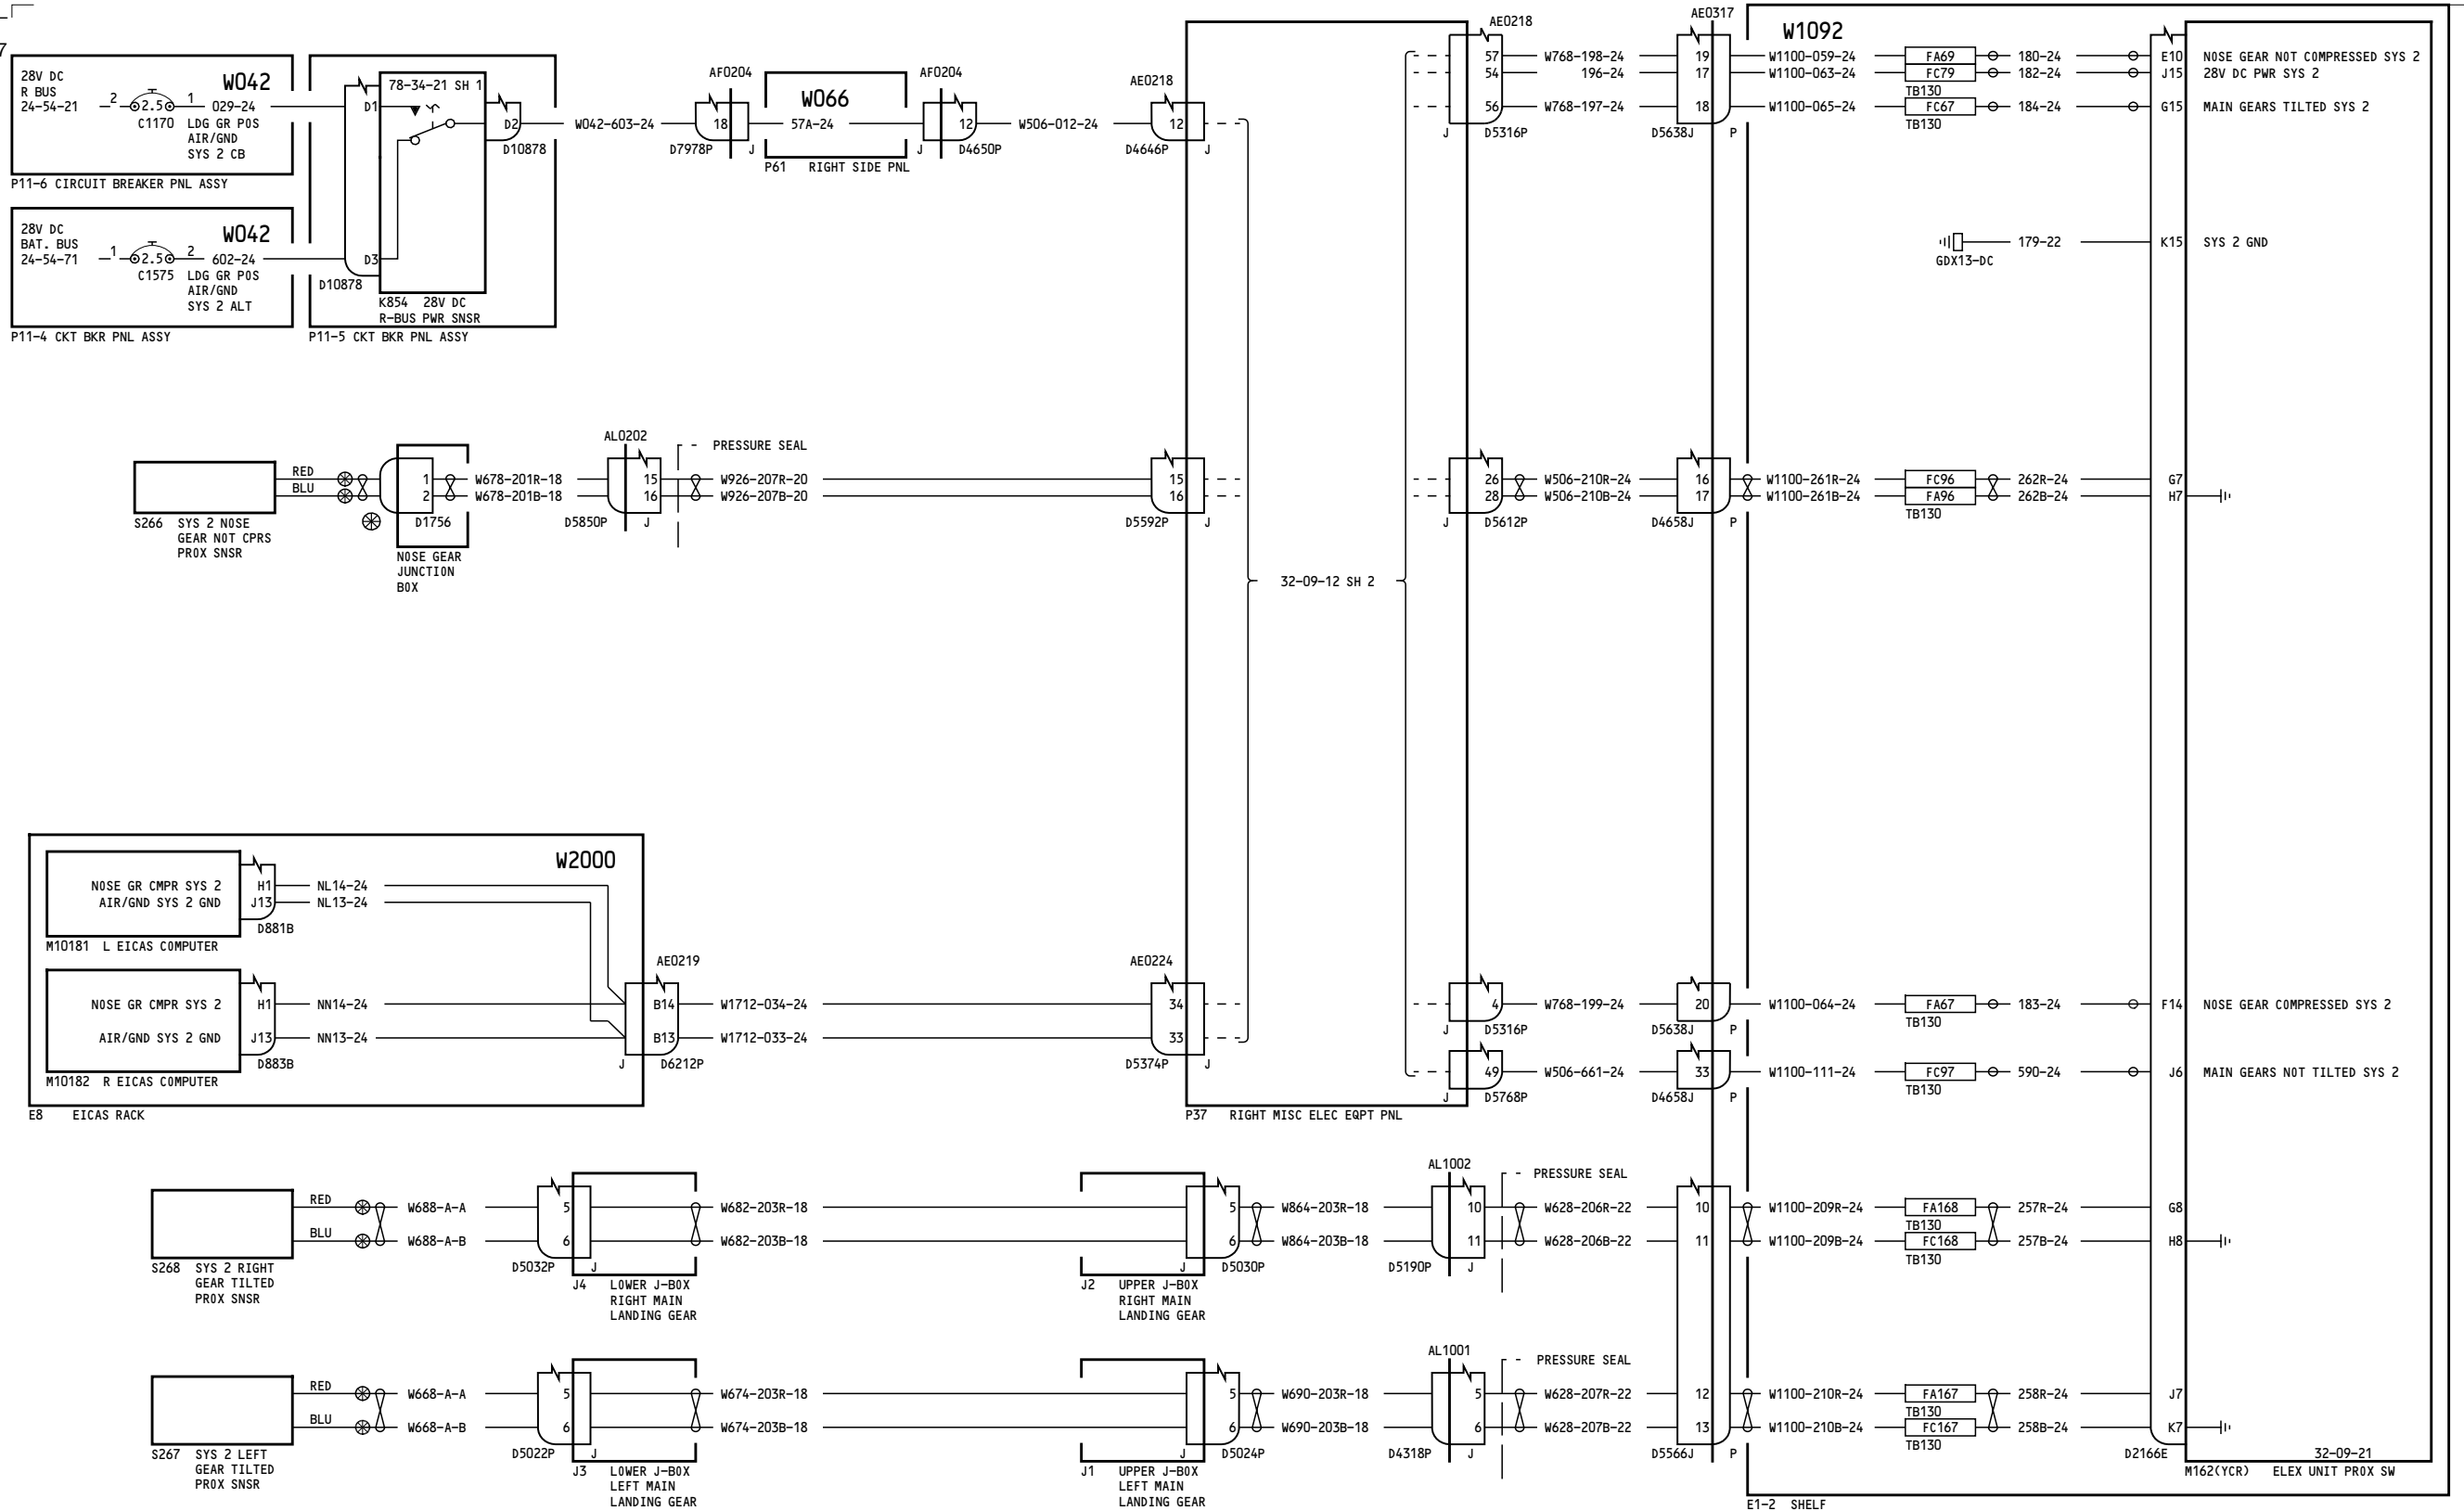 7
28V DC
R BUS
24-54-21
2
2.5
1
C1170
W042
029-24
LDG GR POS
AIR/GND
SYS 2 CB
P11-6 CIRCUIT BREAKER PNL ASSY
28V DC
BAT. BUS
24-54-71
1
2.5
2
C1575
W042
602-24
LDG GR POS
AIR/GND
SYS 2 ALT
P11-4 CKT BKR PNL ASSY
D1
D3
D10878
78-34-21 SH 1
D2
D10878
K854 28V DC
R-BUS PWR SNSR
P11-5 CKT BKR PNL ASSY
W042-603-24
AF0204
18
D7978P
J
W066
57A-24
P61 RIGHT SIDE PNL
AF0204
12
J
D4650P
W506-012-24
AE0218
12
D4646P
J
AE0218
57
54
56
J
D5316P
W768-198-24
196-24
W768-197-24
AE0317
19
17
18
D5638J
P
W1092
W1100-059-24
FA69
180-24
E10
NOSE GEAR NOT COMPRESSED SYS 2
W1100-063-24
FC79
182-24
J15
28V DC PWR SYS 2
TB130
W1100-065-24
FC67
184-24
G15
MAIN GEARS TILTED SYS 2
TB130
GDX13-DC
179-22
K15
SYS 2 GND
RED
BLU
S266 SYS 2 NOSE
GEAR NOT CPRS
PROX SNSR
1
2
D1756
NOSE GEAR
JUNCTION
BOX
W678-201R-18
W678-201B-18
AL0202
15
16
D5850P
J
PRESSURE SEAL
W926-207R-20
W926-207B-20
15
16
D5592P
J
32-09-12 SH 2
26
28
J
D5612P
W506-210R-24
W506-210B-24
16
17
D4658J
P
W1100-261R-24
FC96
262R-24
G7
W1100-261B-24
FA96
262B-24
H7
TB130
W2000
NOSE GR CMPR SYS 2
H1
NL14-24
AIR/GND SYS 2 GND
J13
NL13-24
D881B
M10181 L EICAS COMPUTER
NOSE GR CMPR SYS 2
H1
NN14-24
AIR/GND SYS 2 GND
J13
NN13-24
D883B
M10182 R EICAS COMPUTER
E8 EICAS RACK
AE0219
B14
B13
J
D6212P
W1712-034-24
W1712-033-24
AE0224
34
33
D5374P
J
P37 RIGHT MISC ELEC EQPT PNL
4
J
D5316P
W768-199-24
20
D5638J
P
W1100-064-24
FA67
TB130
183-24
F14
NOSE GEAR COMPRESSED SYS 2
49
J
D5768P
W506-661-24
33
D4658J
P
W1100-111-24
FC97
TB130
590-24
J6
MAIN GEARS NOT TILTED SYS 2
RED
BLU
S268 SYS 2 RIGHT
GEAR TILTED
PROX SNSR
W688-A-A
W688-A-B
5
6
D5032P
J
J4 LOWER J-BOX
RIGHT MAIN
LANDING GEAR
W682-203R-18
W682-203B-18
J2 UPPER J-BOX
RIGHT MAIN
LANDING GEAR
5
6
J
D5030P
W864-203R-18
W864-203B-18
AL1002
10
11
D5190P
J
PRESSURE SEAL
W628-206R-22
W628-206B-22
10
11
W1100-209R-24
FA168
TB130
257R-24
G8
W1100-209B-24
FC168
TB130
257B-24
H8
RED
BLU
S267 SYS 2 LEFT
GEAR TILTED
PROX SNSR
W668-A-A
W668-A-B
5
6
D5022P
J
J3 LOWER J-BOX
LEFT MAIN
LANDING GEAR
W674-203R-18
W674-203B-18
J1 UPPER J-BOX
LEFT MAIN
LANDING GEAR
5
6
J
D5024P
W690-203R-18
W690-203B-18
AL1001
5
6
D4318P
J
PRESSURE SEAL
W628-207R-22
W628-207B-22
12
13
D5566J
P
W1100-210R-24
FA167
TB130
258R-24
J7
W1100-210B-24
FC167
TB130
258B-24
K7
D2166E
32-09-21
M162(YCR) ELEX UNIT PROX SW
E1-2 SHELF